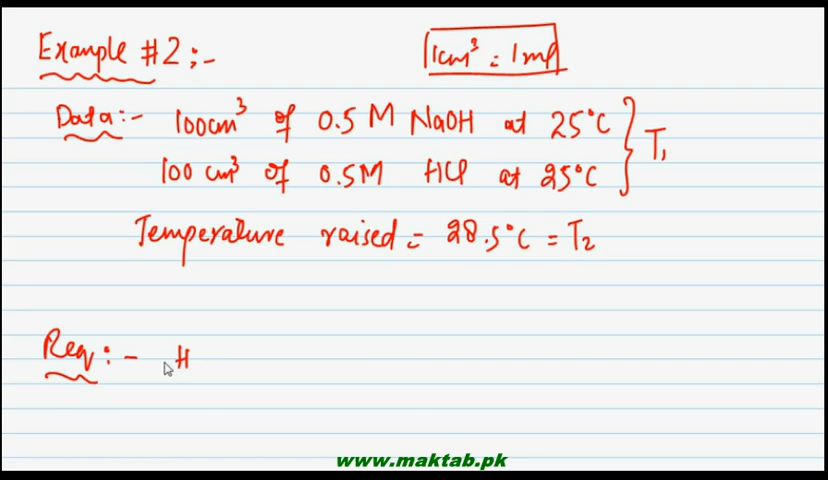 Example #2 :-
1cm³ = 1ml
Data :- 100cm³ of 0.5 M NaOH at 25°C
100 cm³ of 0.5M HCl at 25°C
T₁
Temperature raised = 28.5°C = T₂
Req :- H
www.maktab.pk